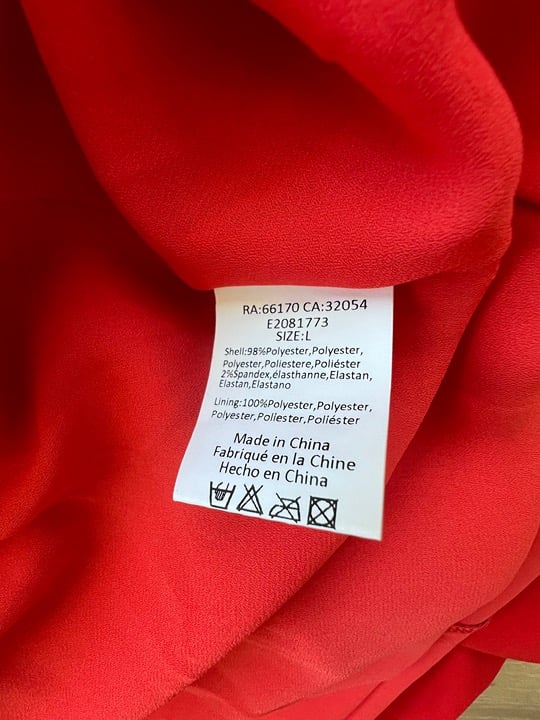 RA:66170 CA:32054
E2081773
SIZE:L
Shell:98%Polyester,Polyester,
Polyester,Poliestere,Poliéster
2%Spandex,élasthanne,Elastan,
Elastan,Elastano
Lining:100%Polyester,Polyester,
Polyester,Poliester,Poliéster
Made in China
Fabriqué en la Chine
Hecho en China